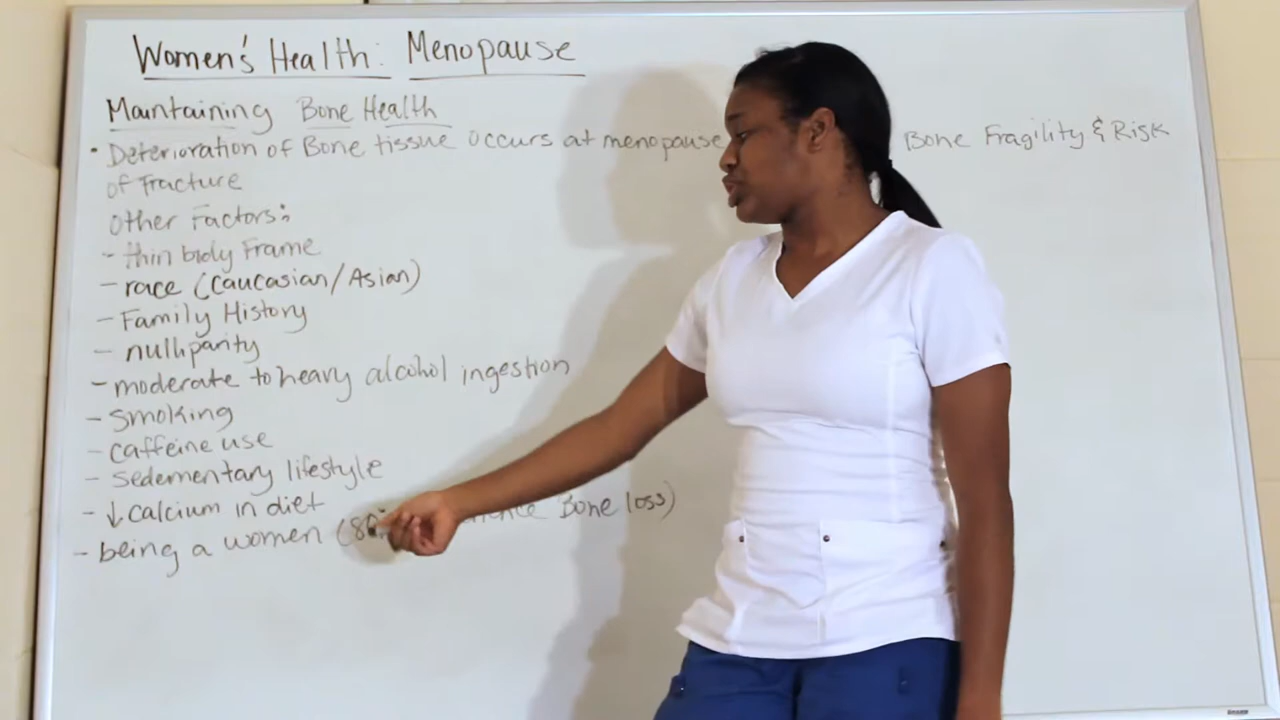 Women's Health: Menopause
Maintaining Bone Health
• Deterioration of Bone tissue occurs at menopause Bone Fragility & Risk
of Fracture
Other Factors:
- thin body Frame
- race (Caucasian/Asian)
- Family History
- nulliparity
- moderate to heavy alcohol ingestion
- Smoking
- caffeine use
- sedementary lifestyle
- ↓ calcium in diet
- being a women (80 Bone loss)